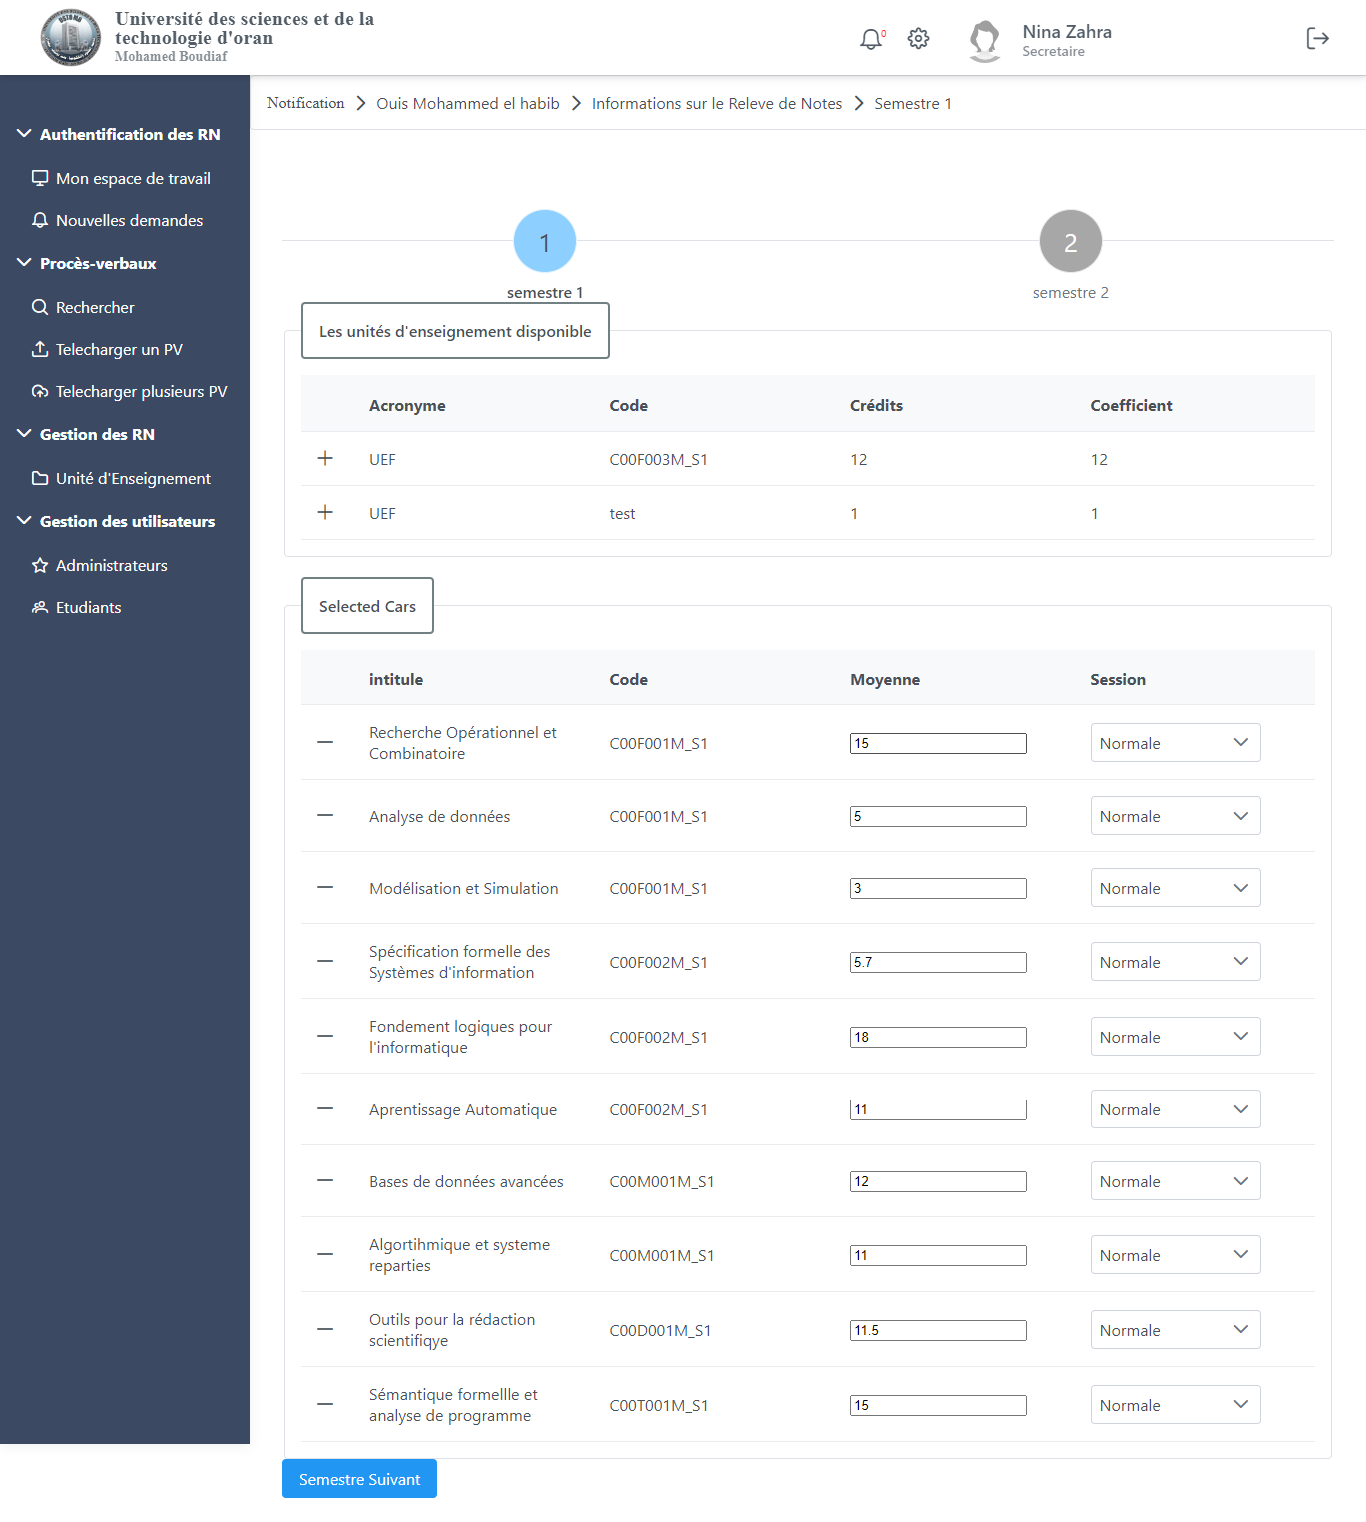 Université des sciences et de la
technologie d'oran
Mohamed Boudiaf
0
Nina Zahra
Secretaire
Notification
Ouis Mohammed el habib
Informations sur le Releve de Notes
Semestre 1
Authentification des RN
Mon espace de travail
Nouvelles demandes
Procès-verbaux
Rechercher
Telecharger un PV
Telecharger plusieurs PV
Gestion des RN
Unité d'Enseignement
Gestion des utilisateurs
Administrateurs
Etudiants
1
semestre 1
2
semestre 2
Les unités d'enseignement disponible
Acronyme Code Crédits Coefficient
UEF C00F003M_S1 12 12
UEF test 1 1
Selected Cars
intitule Code Moyenne Session
Recherche Opérationnel et
Combinatoire
C00F001M_S1 15 Normale
Analyse de données C00F001M_S1 5 Normale
Modélisation et Simulation C00F001M_S1 3 Normale
Spécification formelle des
Systèmes d'information
C00F002M_S1 5.7 Normale
Fondement logiques pour
l'informatique
C00F002M_S1 18 Normale
Aprentissage Automatique C00F002M_S1 11 Normale
Bases de données avancées C00M001M_S1 12 Normale
Algortihmique et systeme
reparties
C00M001M_S1 11 Normale
Outils pour la rédaction
scientifiqye
C00D001M_S1 11.5 Normale
Sémantique formellle et
analyse de programme
C00T001M_S1 15 Normale
Semestre Suivant